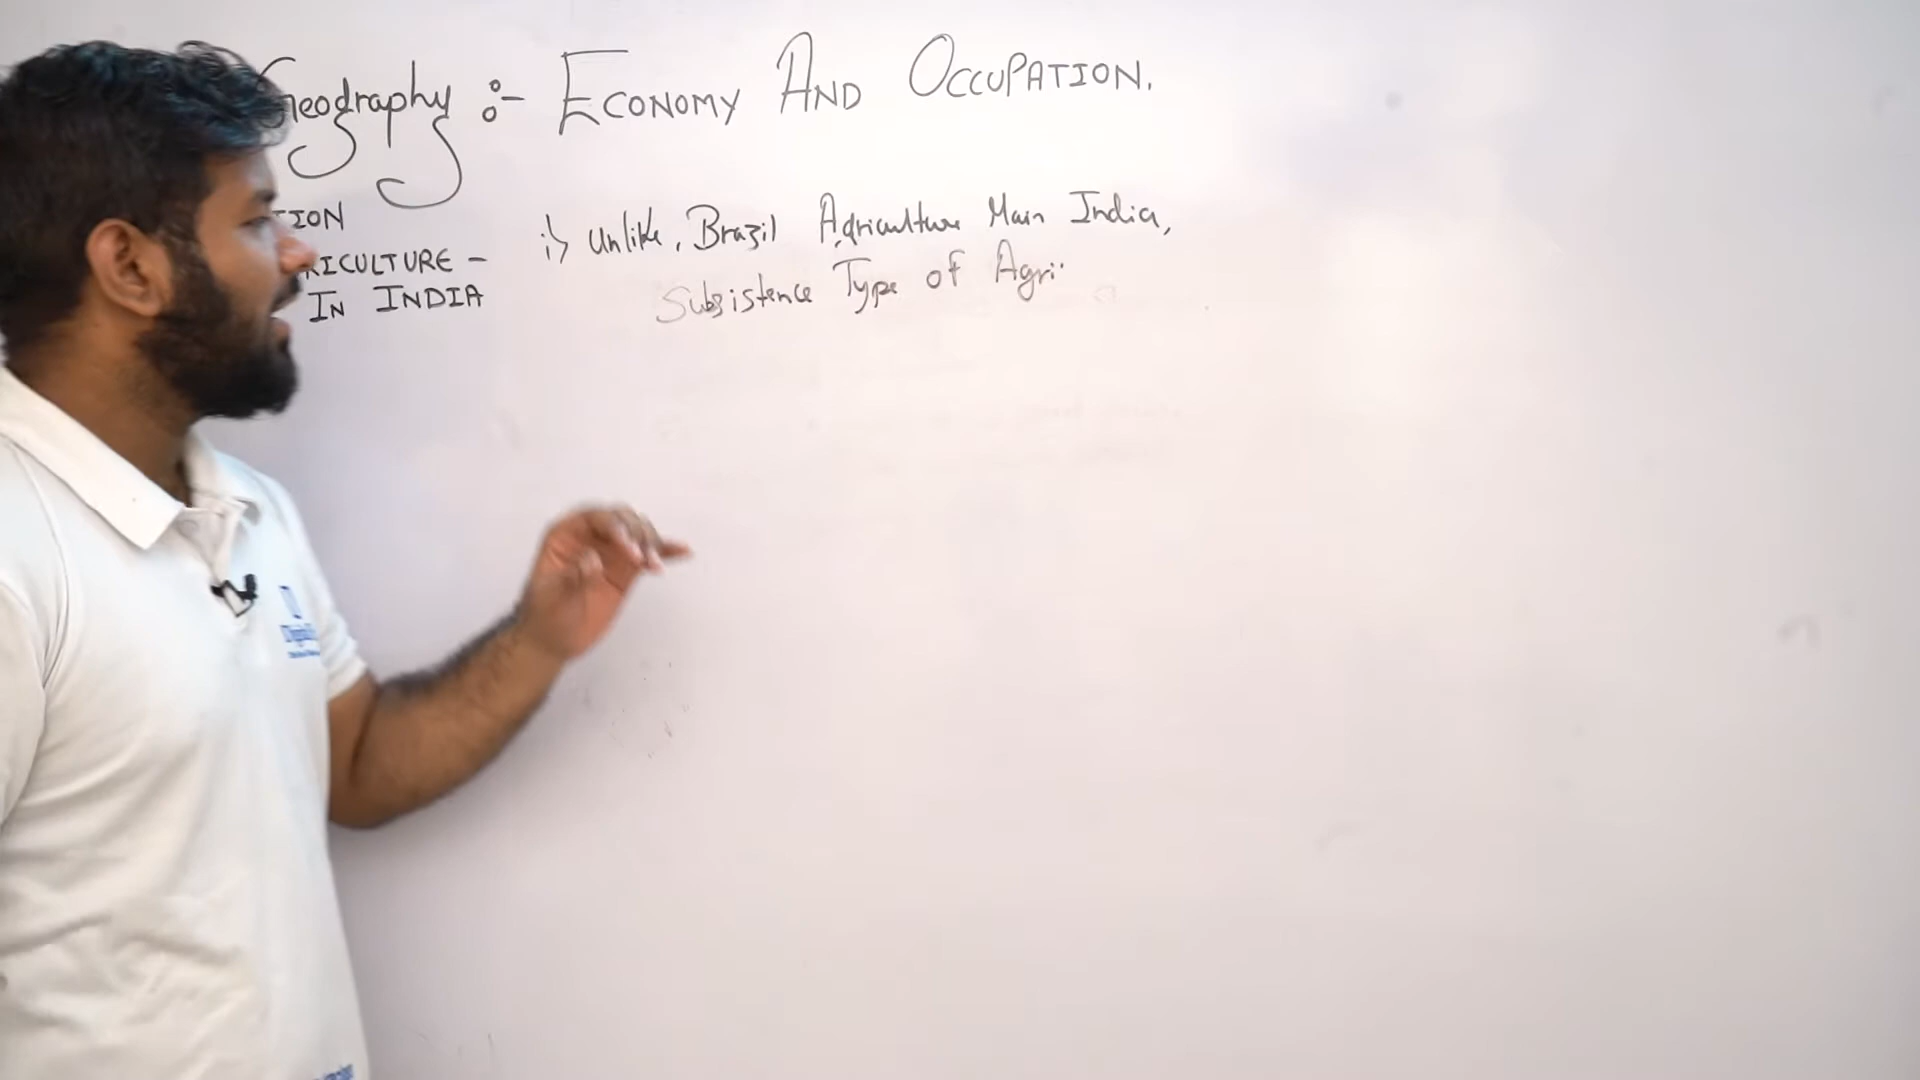 Geography :- ECONOMY AND OCCUPATION.
TION
RICULTURE -
IN INDIA
i> Unlike, Brazil Agriculture Main India,
Subsistence Type of Agri.